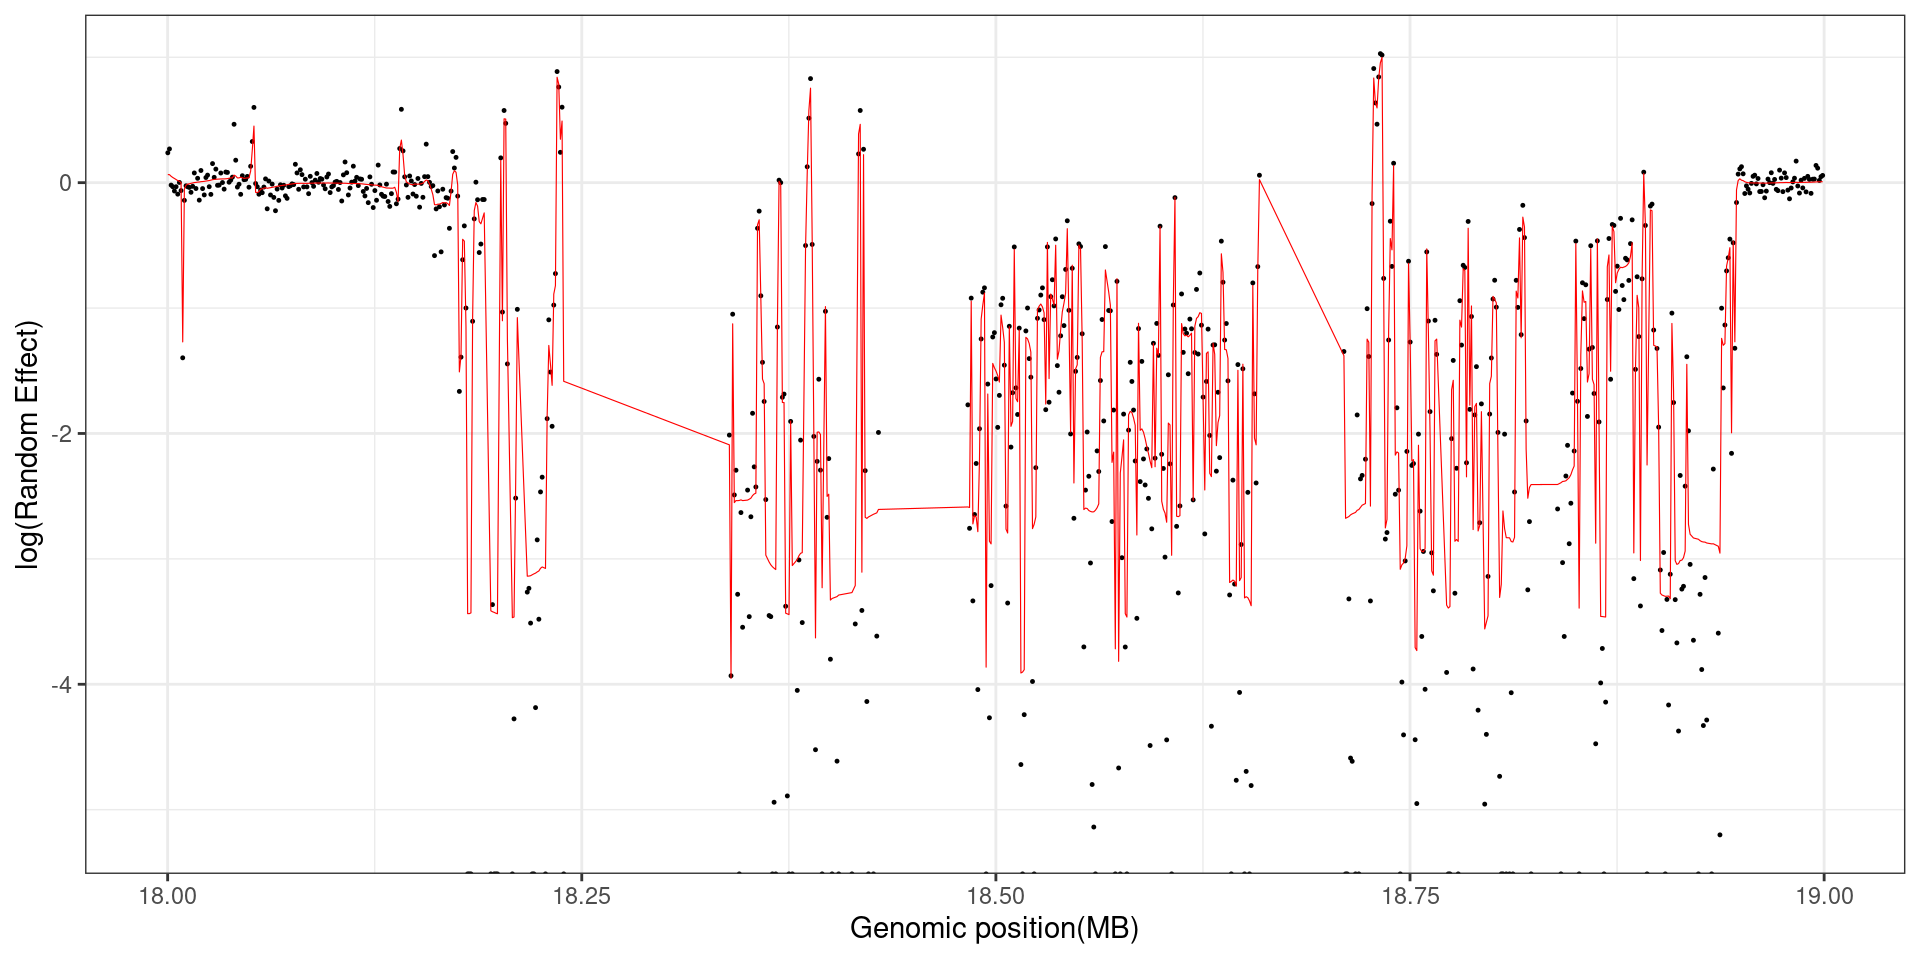 log(Random Effect)
0
-2
-4
18.00 18.25 18.50 18.75 19.00
Genomic position(MB)